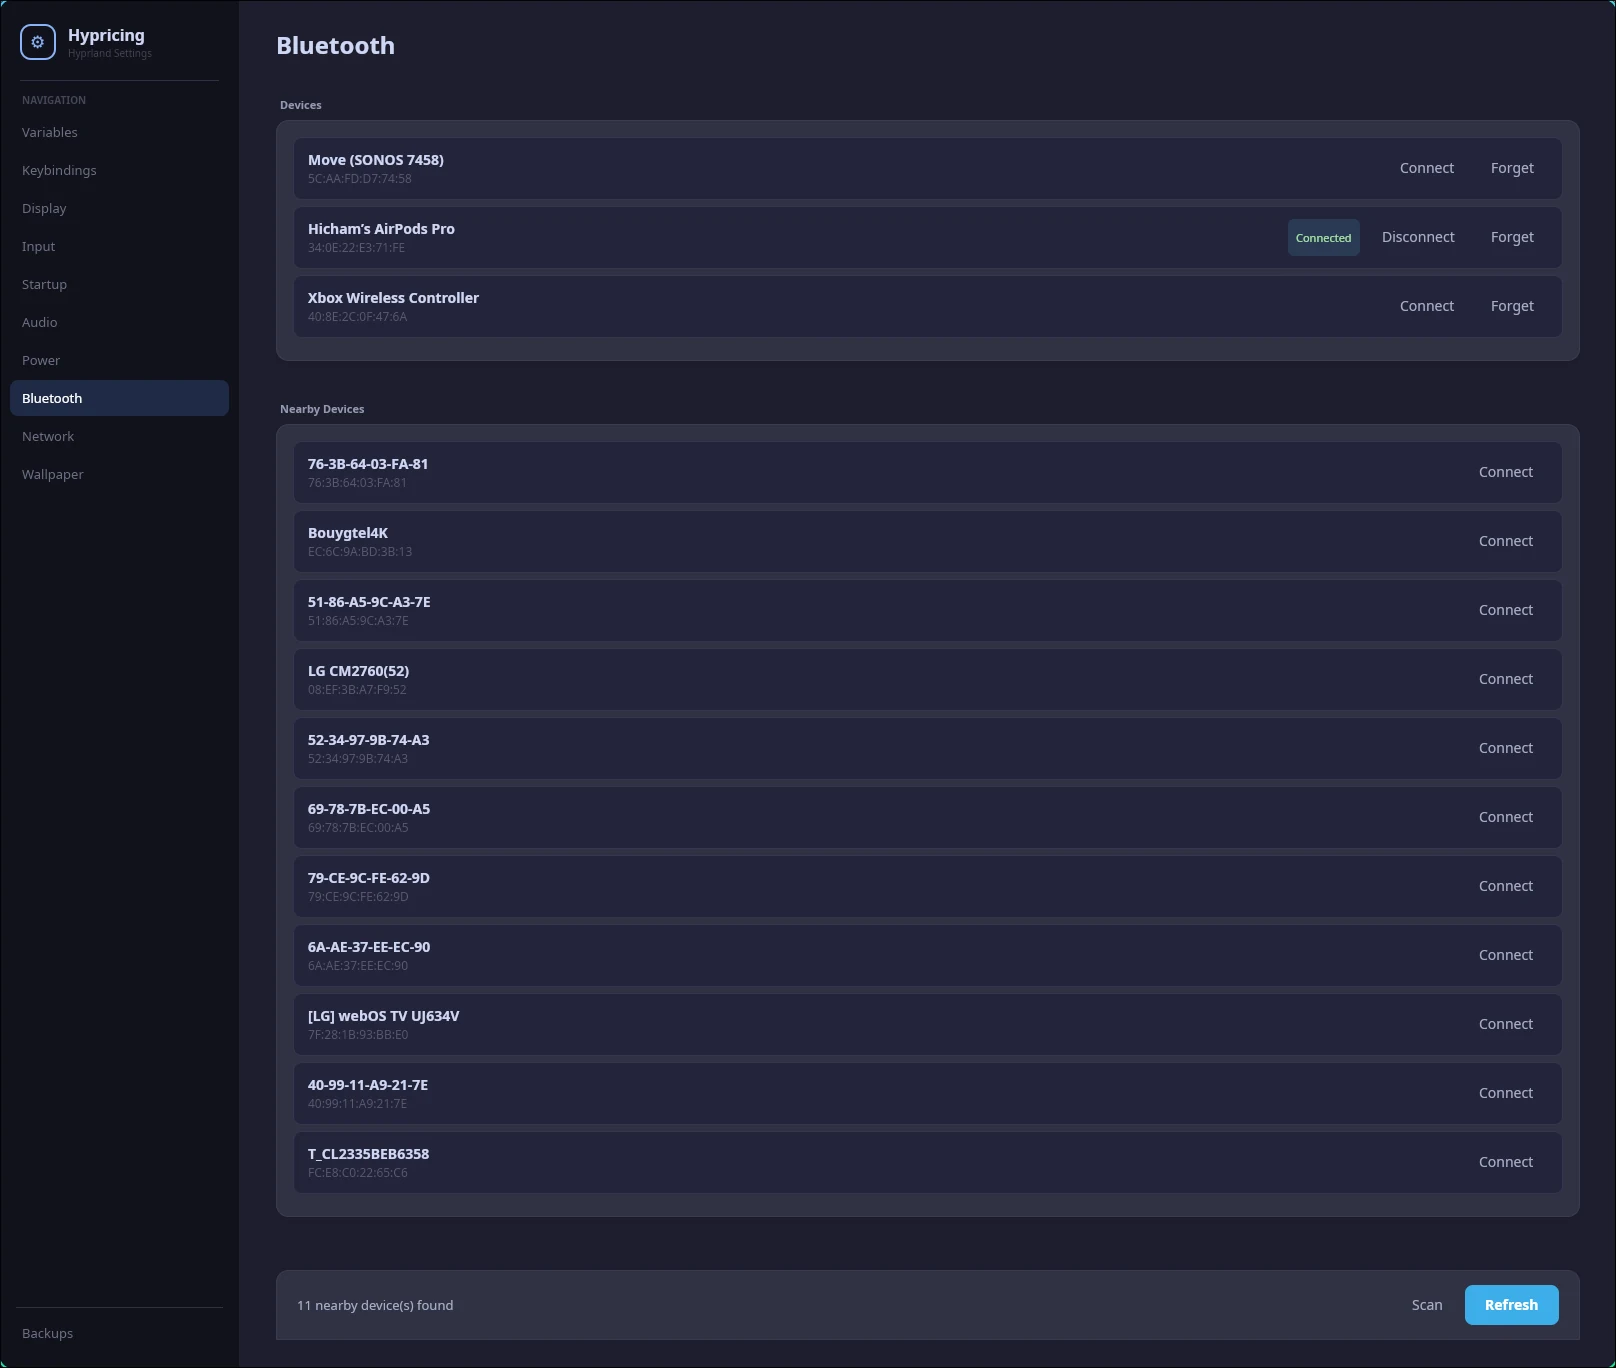 Hypricing
Hyprland Settings
NAVIGATION
Variables
Keybindings
Display
Input
Startup
Audio
Power
Bluetooth
Network
Wallpaper
Backups
Bluetooth
Devices
Move (SONOS 7458)
5C:AA:FD:D7:74:58
Connect Forget
Hicham’s AirPods Pro
34:0E:22:E3:71:FE
Connected Disconnect Forget
Xbox Wireless Controller
40:8E:2C:0F:47:6A
Connect Forget
Nearby Devices
76-3B-64-03-FA-81
76:3B:64:03:FA:81
Connect
Bouygtel4K
EC:6C:9A:BD:3B:13
Connect
51-86-A5-9C-A3-7E
51:86:A5:9C:A3:7E
Connect
LG CM2760(52)
08:EF:3B:A7:F9:52
Connect
52-34-97-9B-74-A3
52:34:97:9B:74:A3
Connect
69-78-7B-EC-00-A5
69:78:7B:EC:00:A5
Connect
79-CE-9C-FE-62-9D
79:CE:9C:FE:62:9D
Connect
6A-AE-37-EE-EC-90
6A:AE:37:EE:EC:90
Connect
[LG] webOS TV UJ634V
7F:28:1B:93:BB:E0
Connect
40-99-11-A9-21-7E
40:99:11:A9:21:7E
Connect
T_CL2335BEB6358
FC:E8:C0:22:65:C6
Connect
11 nearby device(s) found
Scan Refresh